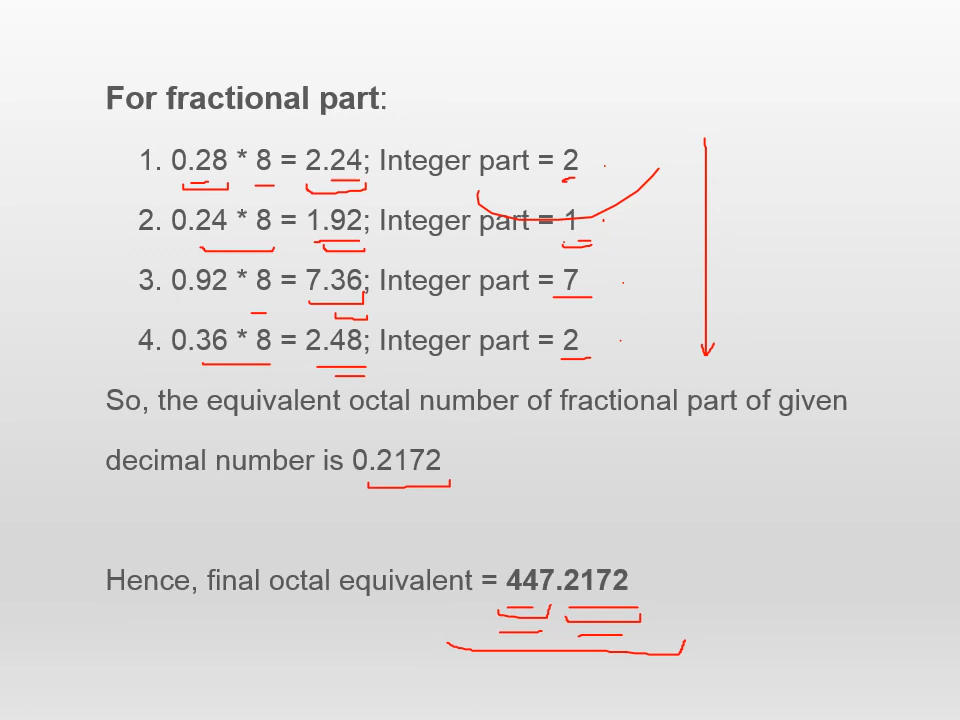 For fractional part:
1. 0.28 * 8 = 2.24; Integer part = 2
2. 0.24 * 8 = 1.92; Integer part = 1
3. 0.92 * 8 = 7.36; Integer part = 7
4. 0.36 * 8 = 2.48; Integer part = 2
So, the equivalent octal number of fractional part of given
decimal number is 0.2172
Hence, final octal equivalent = 447.2172